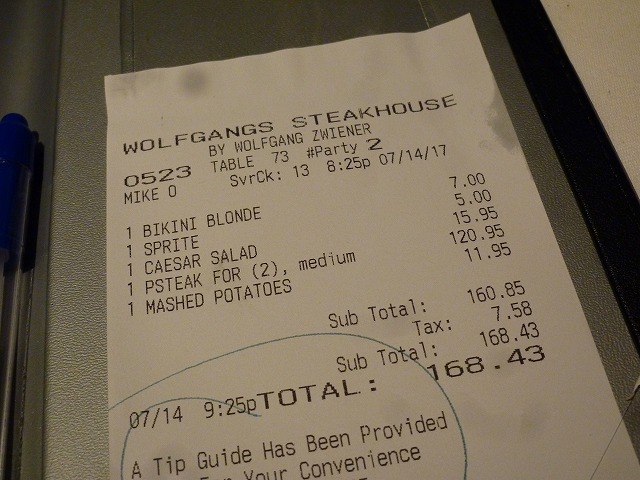 WOLFGANGS STEAKHOUSE
BY WOLFGANG ZWIENER
0523 TABLE 73 #Party 2
MIKE O SvrCk: 13 8:25p 07/14/17
1 BIKINI BLONDE 7.00
1 SPRITE 5.00
1 CAESAR SALAD 15.95
1 PSTEAK FOR (2), medium 120.95
1 MASHED POTATOES 11.95
Sub Total: 160.85
Tax: 7.58
Sub Total: 168.43
07/14 9:25pTOTAL: 168.43
A Tip Guide Has Been Provided
For Your Convenience